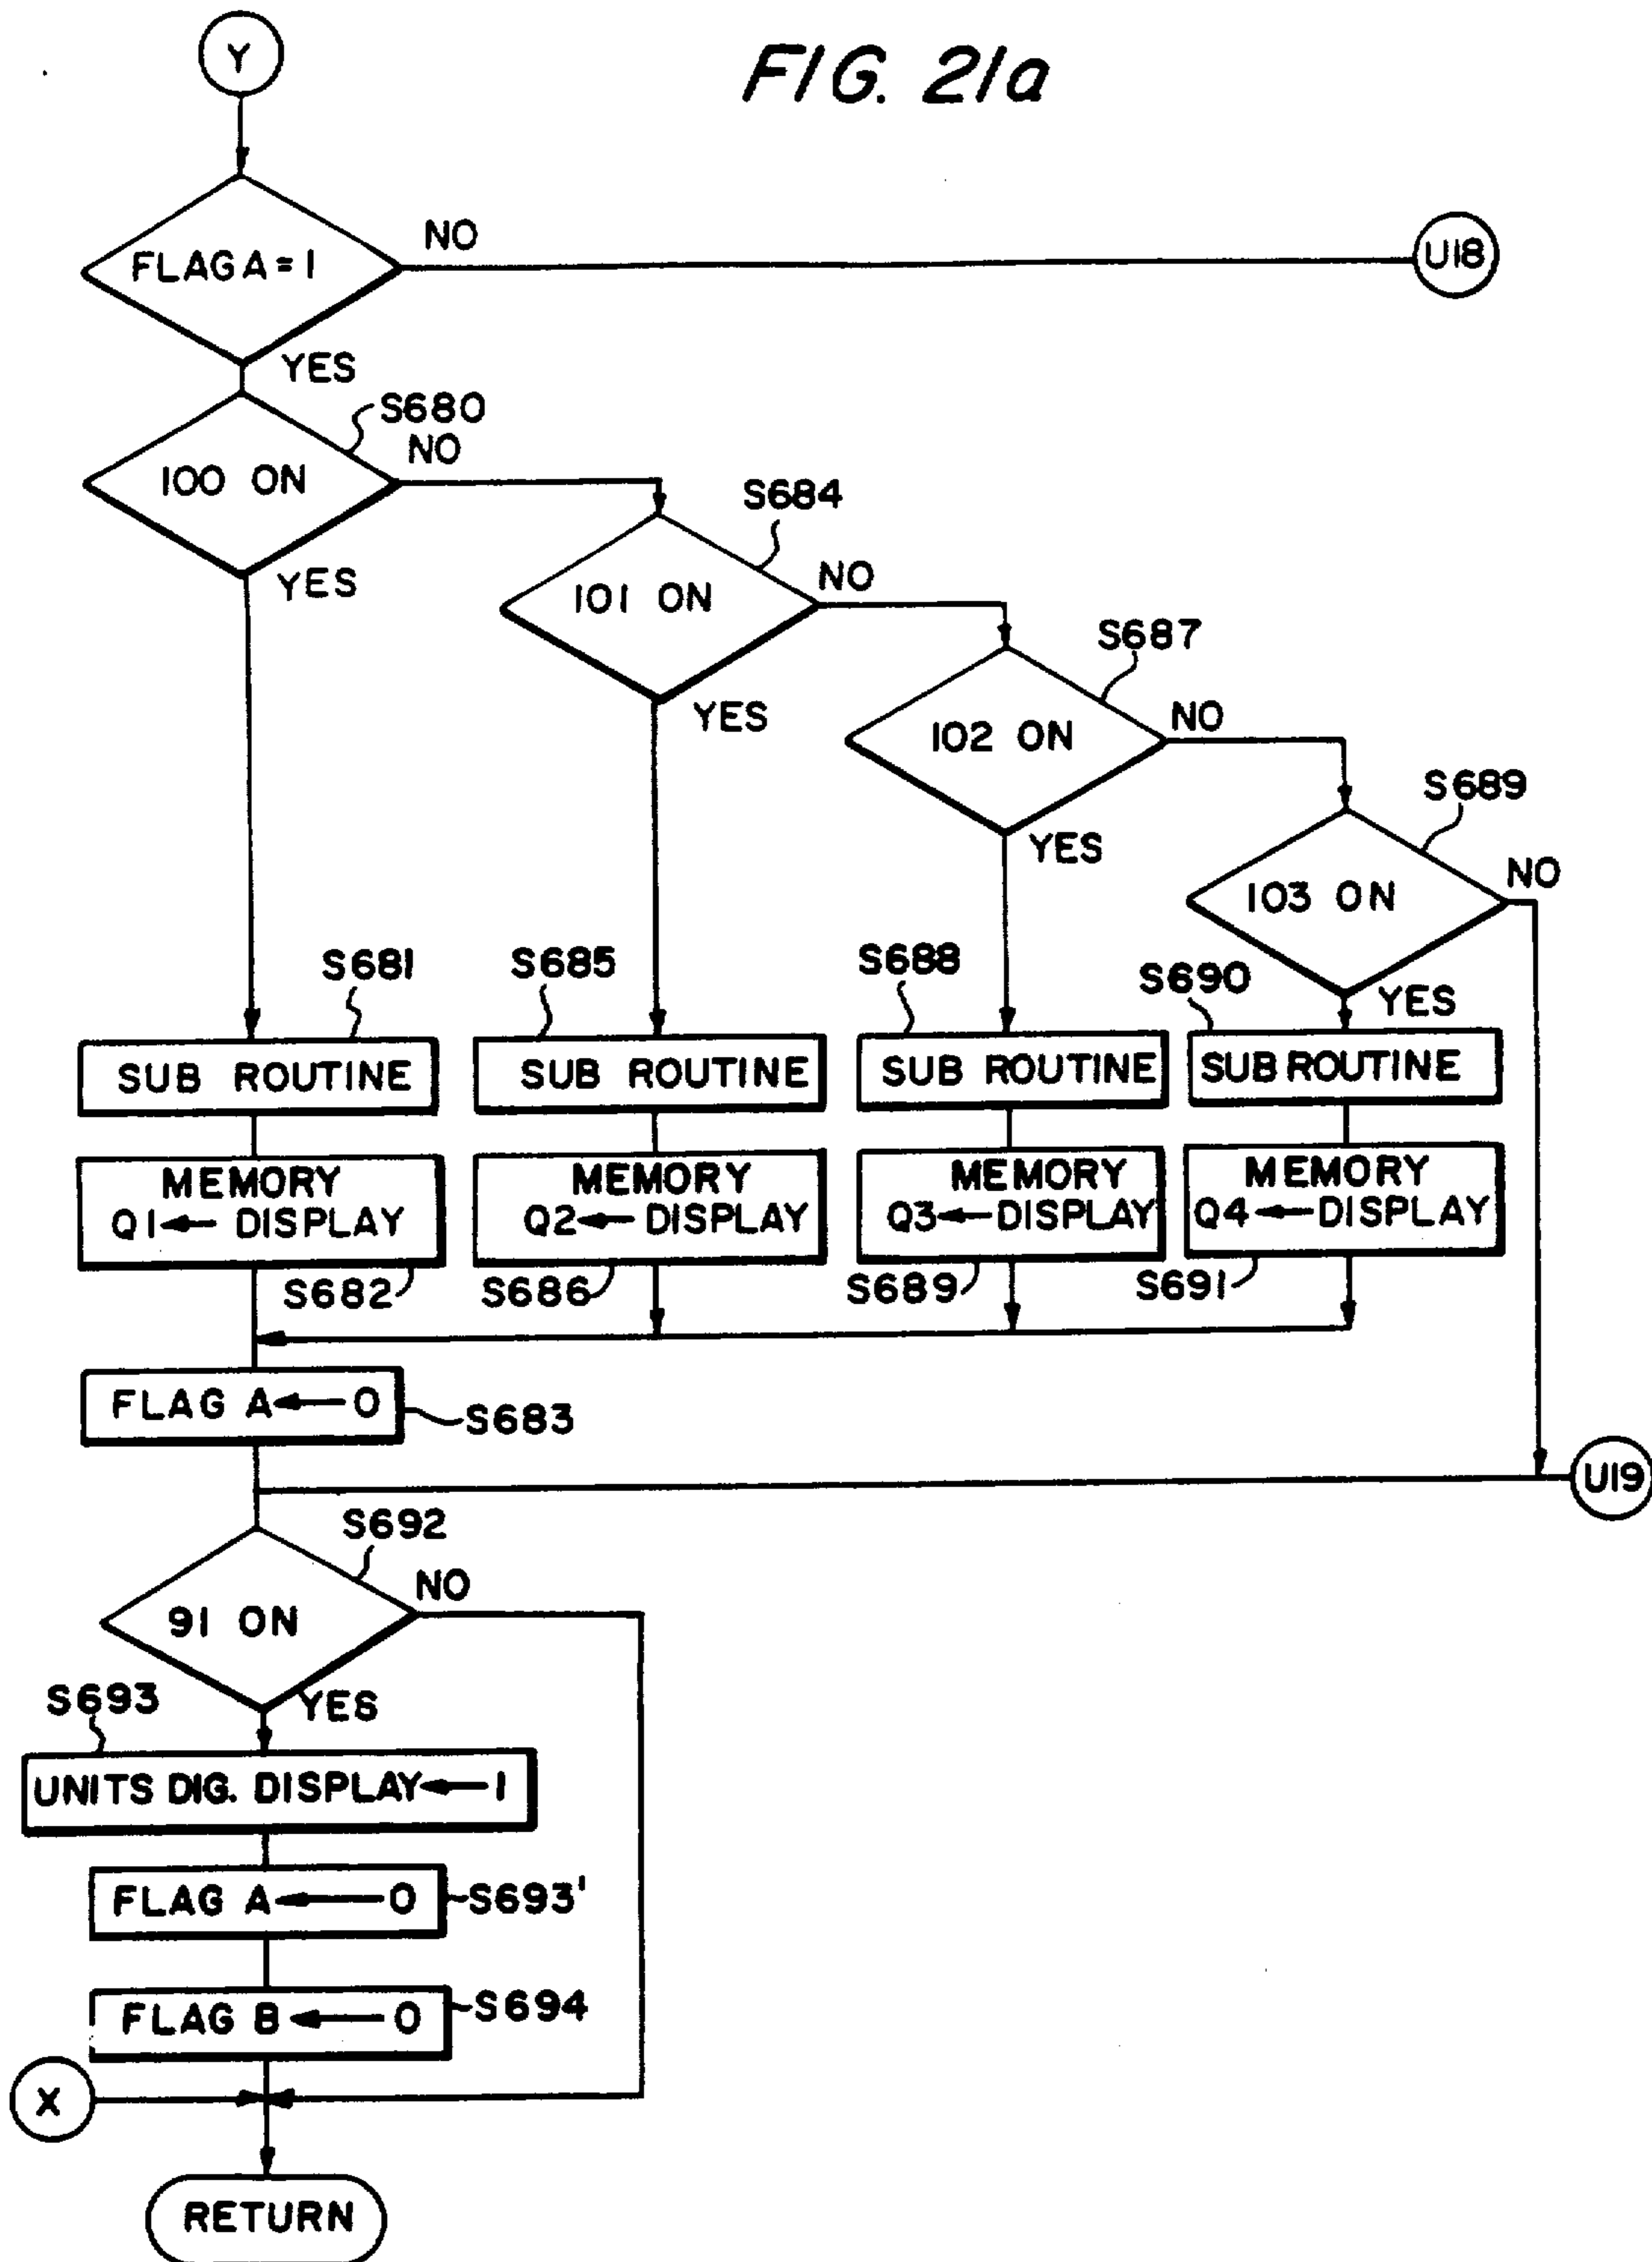 FIG. 21a
Y
FLAG A = 1
NO
U18
YES
S680
100 ON
NO
YES
S684
101 ON
NO
YES
S687
102 ON
NO
YES
S689
103 ON
NO
YES
S681
S685
S688
S690
SUB ROUTINE
SUB ROUTINE
SUB ROUTINE
SUB ROUTINE
MEMORY
Q1 ← DISPLAY
MEMORY
Q2 ← DISPLAY
MEMORY
Q3 ← DISPLAY
MEMORY
Q4 ← DISPLAY
S682
S686
S689
S691
FLAG A ← 0
S683
U19
S692
91 ON
NO
YES
S693
UNITS DIG. DISPLAY ← 1
FLAG A ← 0
S693'
FLAG B ← 0
S694
X
RETURN